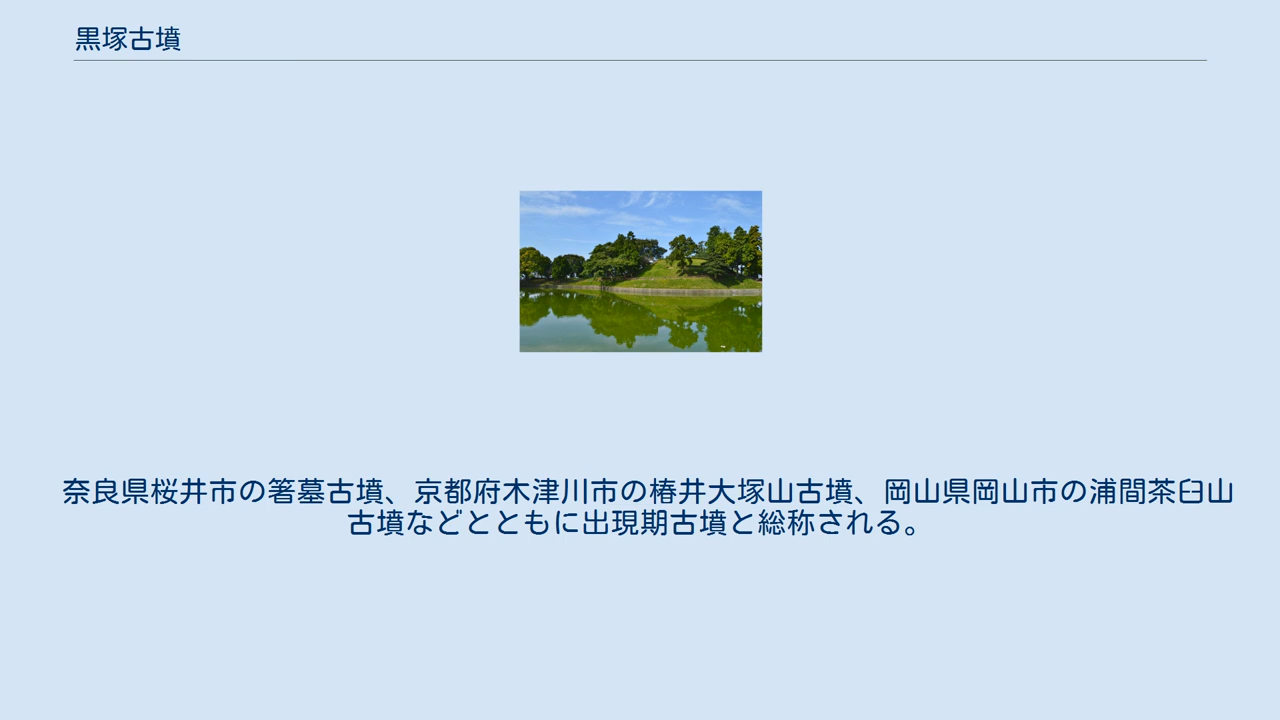 黒塚古墳
奈良県桜井市の箸墓古墳、京都府木津川市の椿井大塚山古墳、岡山県岡山市の浦間茶臼山
古墳などとともに出現期古墳と総称される。